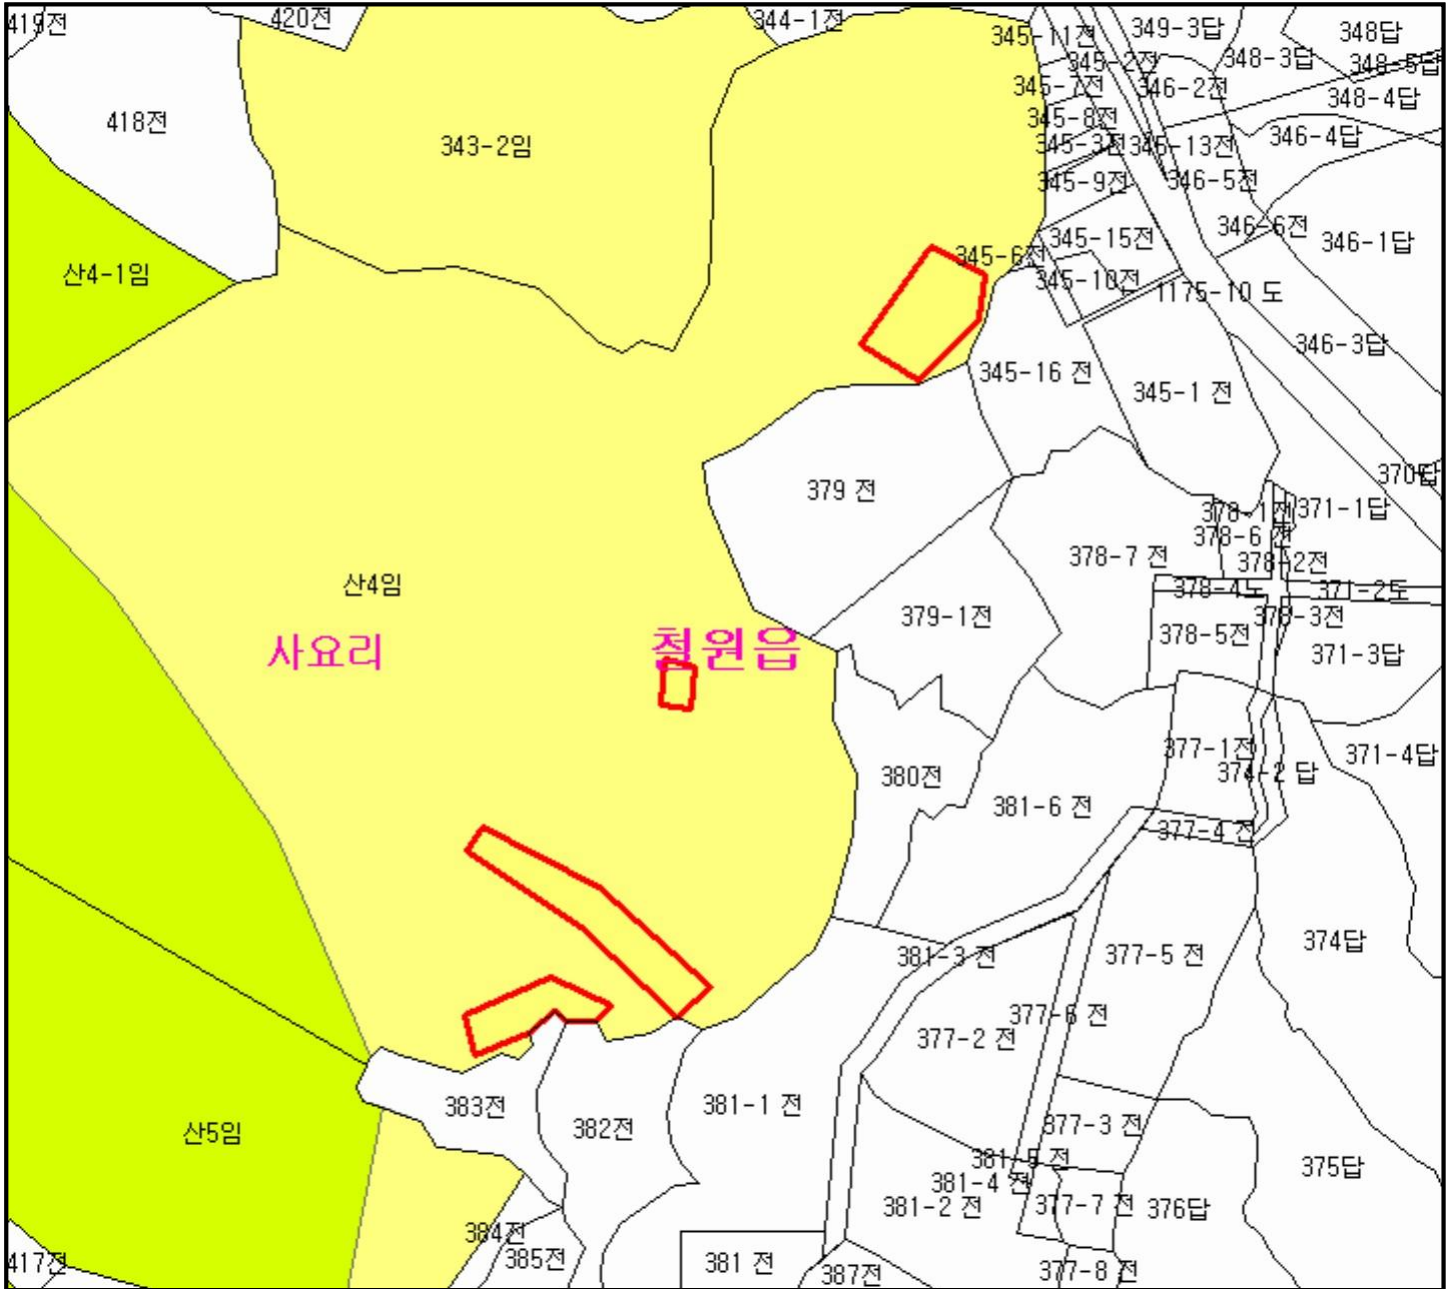 419전
420전
344-1전
345-11전
349-3답
348답
345-2전
348-3답
348-5답
345-7전
346-2전
348-4답
418전
345-8전
346-4답
343-2임
345-3전
345-13전
345-9전
346-5전
346-6전
345-15전
346-1답
345-6전
산4-1임
345-10전
1175-10 도
346-3답
345-16 전
345-1 전
370답
379 전
378-1전
371-1답
378-6 전
378-7 전
378-2전
산4임
378-4도
371-2도
379-1전
378-3전
378-5전
사요리
철원읍
371-3답
377-1전
371-4답
380전
374-2 답
381-6 전
377-4 전
374답
381-3 전
377-5 전
377-6 전
377-2 전
383전
381-1 전
382전
377-3 전
산5임
381-5 전
375답
381-4 전
381-2 전
377-7 전
376답
384전
385전
417전
381 전
387전
377-8 전